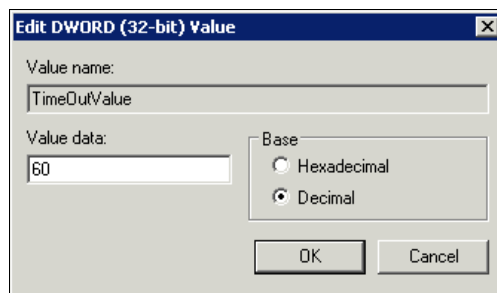 Edit DWORD (32-bit) Value
Value name:
TimeOutValue
Value data:
60
Base
Hexadecimal
Decimal
OK
Cancel